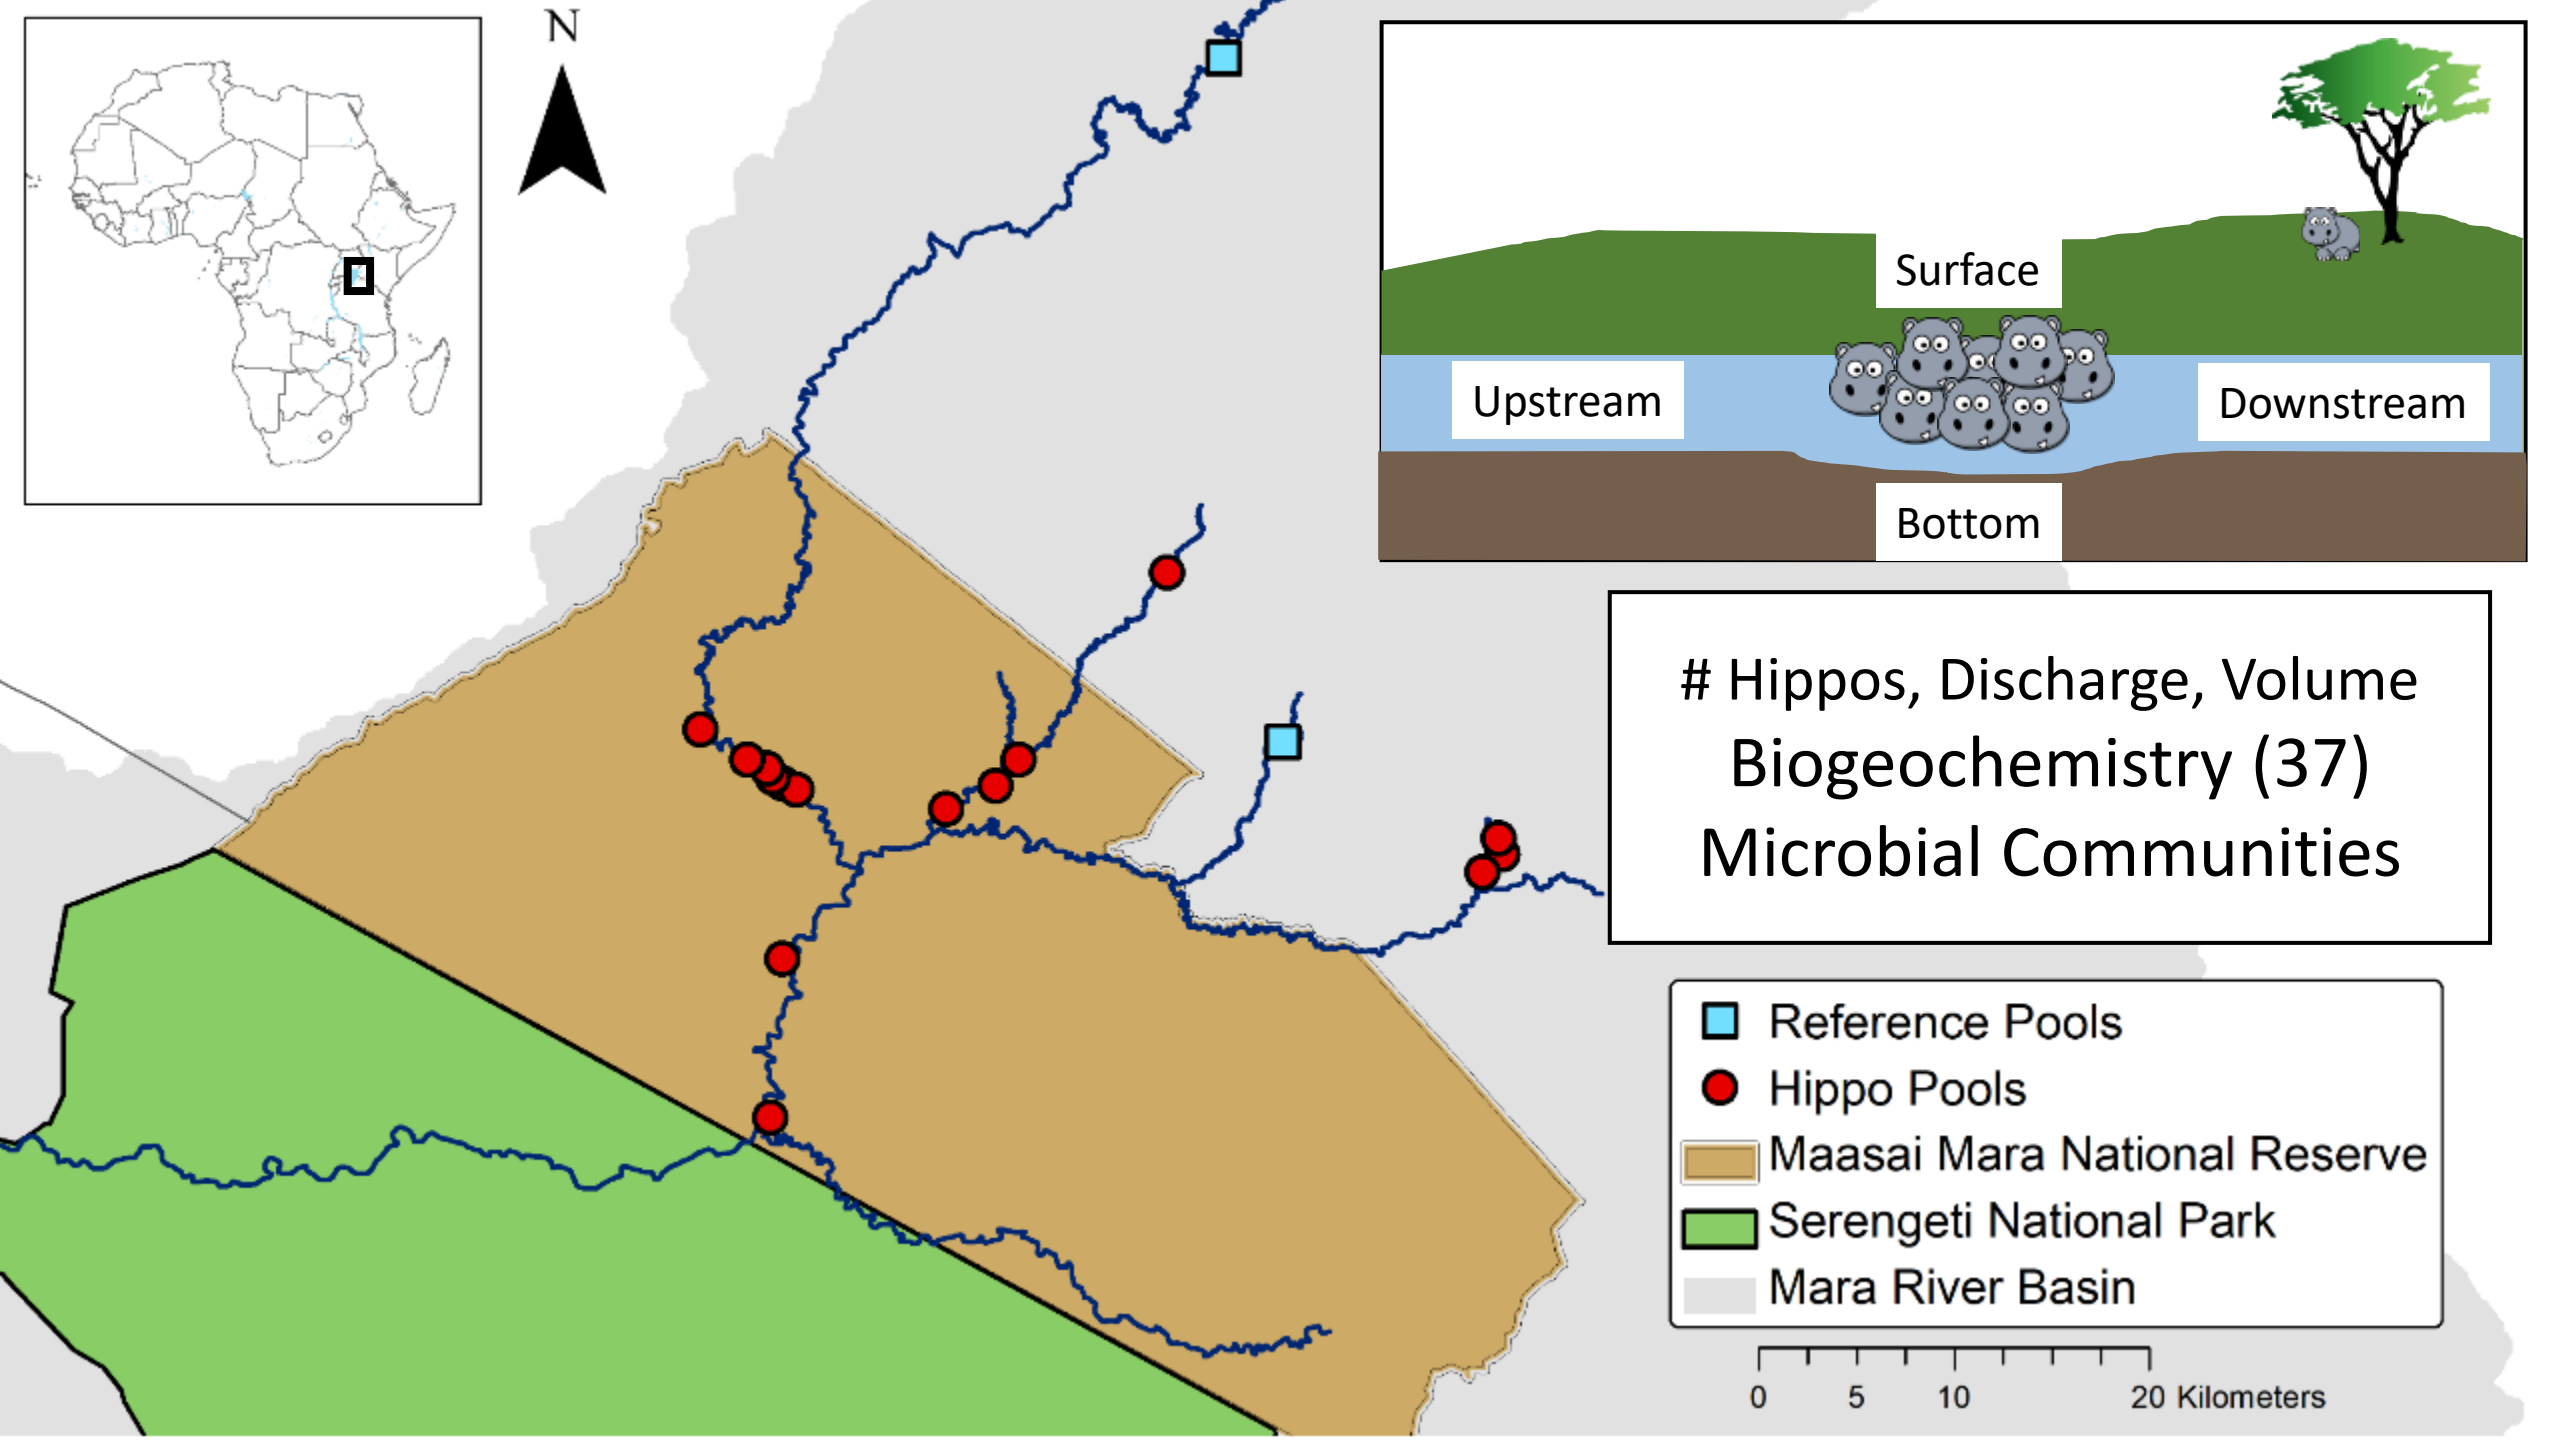 N
Surface
Upstream
Downstream
Bottom
# Hippos, Discharge, Volume
Biogeochemistry (37)
Microbial Communities
Reference Pools
Hippo Pools
Maasai Mara National Reserve
Serengeti National Park
Mara River Basin
0 5 10 20 Kilometers